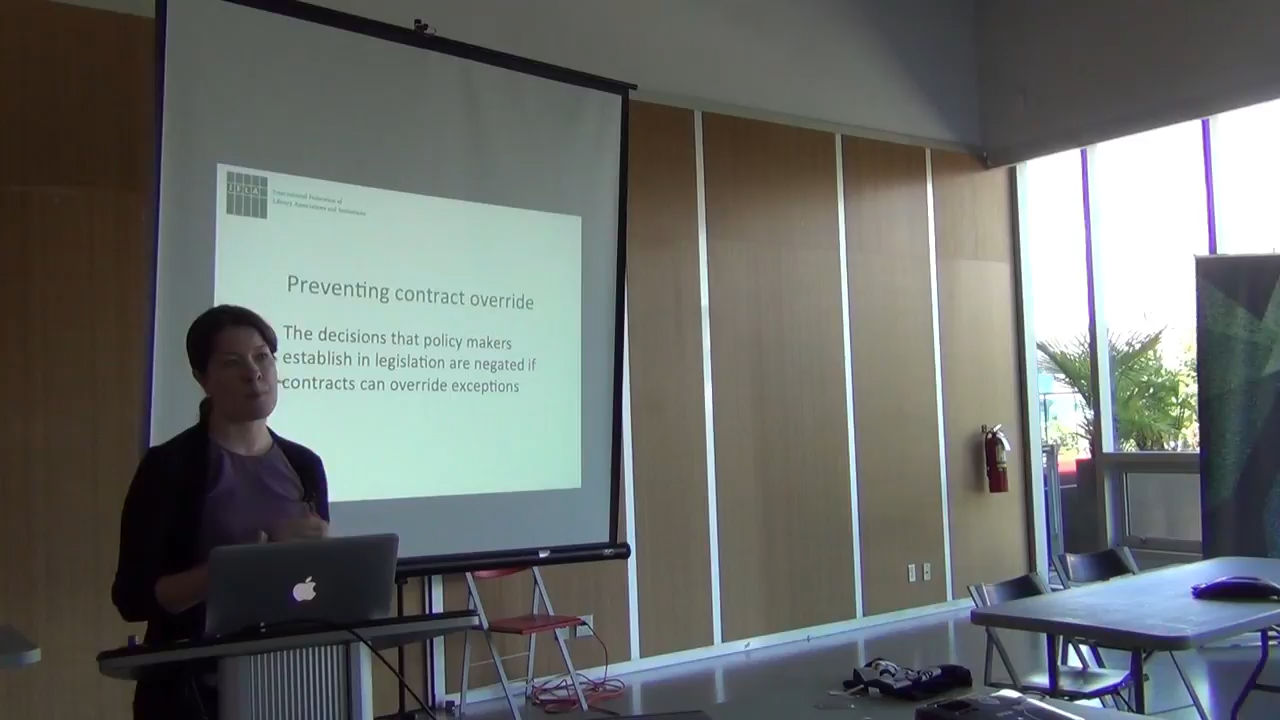 IFLA
International Federation of
Library Associations and Institutions
Preventing contract override
The decisions that policy makers
establish in legislation are negated if
contracts can override exceptions